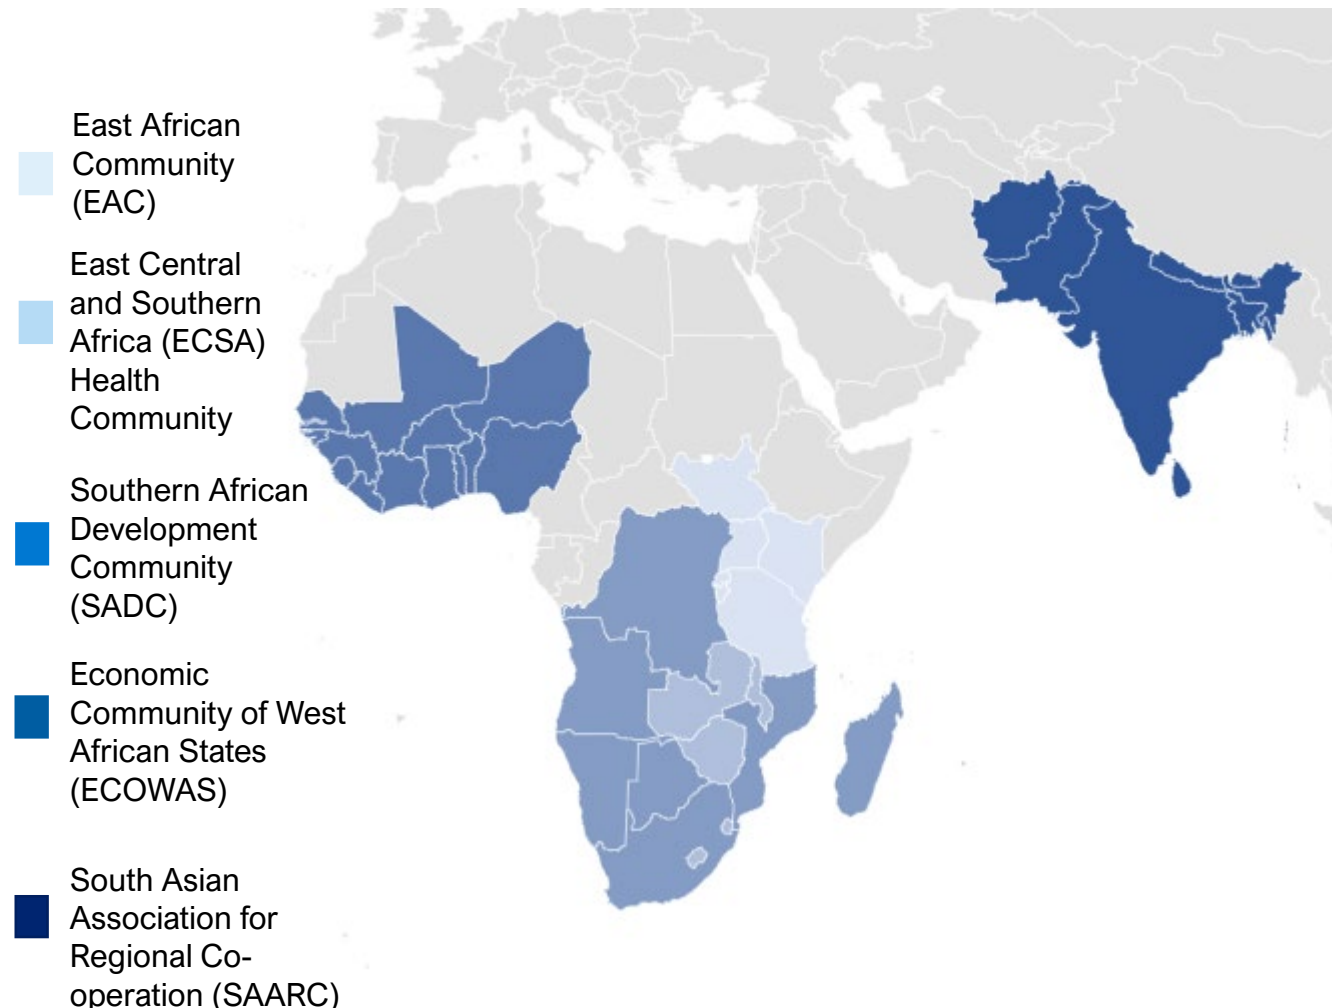 East African
Community
(EAC)
East Central
and Southern
Africa (ECSA)
Health
Community
Southern African
Development
Community
(SADC)
Economic
Community of West
African States
(ECOWAS)
South Asian
Association for
Regional Co-
operation (SAARC)